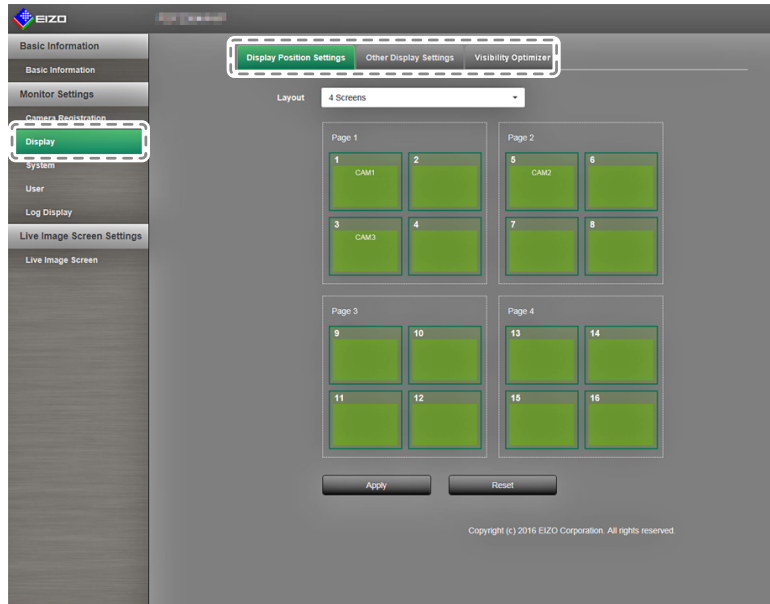 EIZO
Basic Information
Basic Information
Monitor Settings
Camera Registration
Display
System
User
Log Display
Live Image Screen Settings
Live Image Screen
Display Position Settings
Other Display Settings
Visibility Optimizer
Layout
4 Screens
Page 1
1
CAM1
2
3
CAM3
4
Page 2
5
CAM2
6
7
8
Page 3
9
10
11
12
Page 4
13
14
15
16
Apply
Reset
Copyright (c) 2016 EIZO Corporation. All rights reserved.